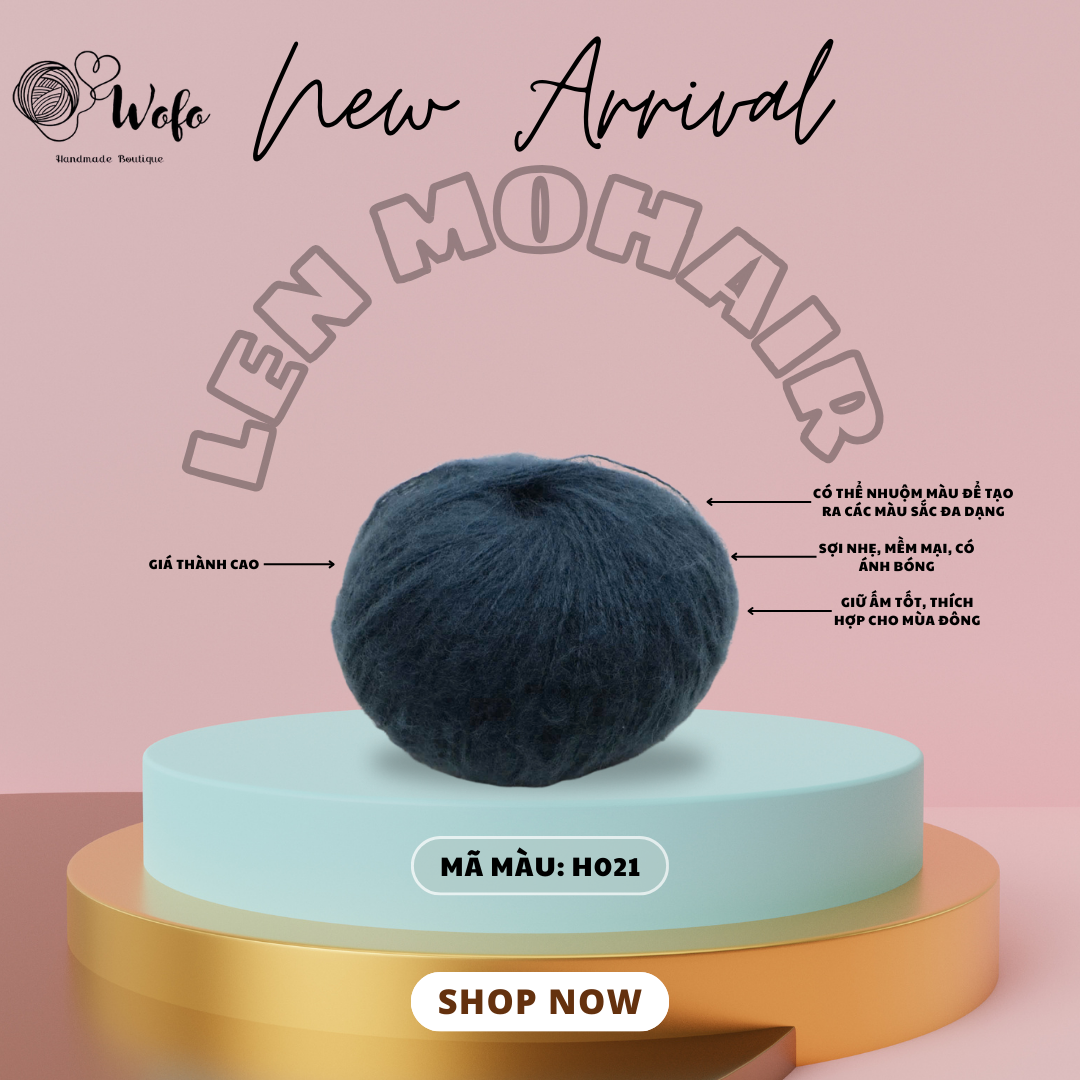 Wofo
Handmade Boutique
New Arrival
LEN MOHAIR
CÓ THỂ NHUỘM MÀU ĐỂ TẠO
RA CÁC MÀU SẮC ĐA DẠNG
SỢI NHẸ, MỀM MẠI, CÓ
ÁNH BÓNG
GIÁ THÀNH CAO
GIỮ ẤM TỐT, THÍCH
HỢP CHO MÙA ĐÔNG
MÃ MÀU: H021
SHOP NOW